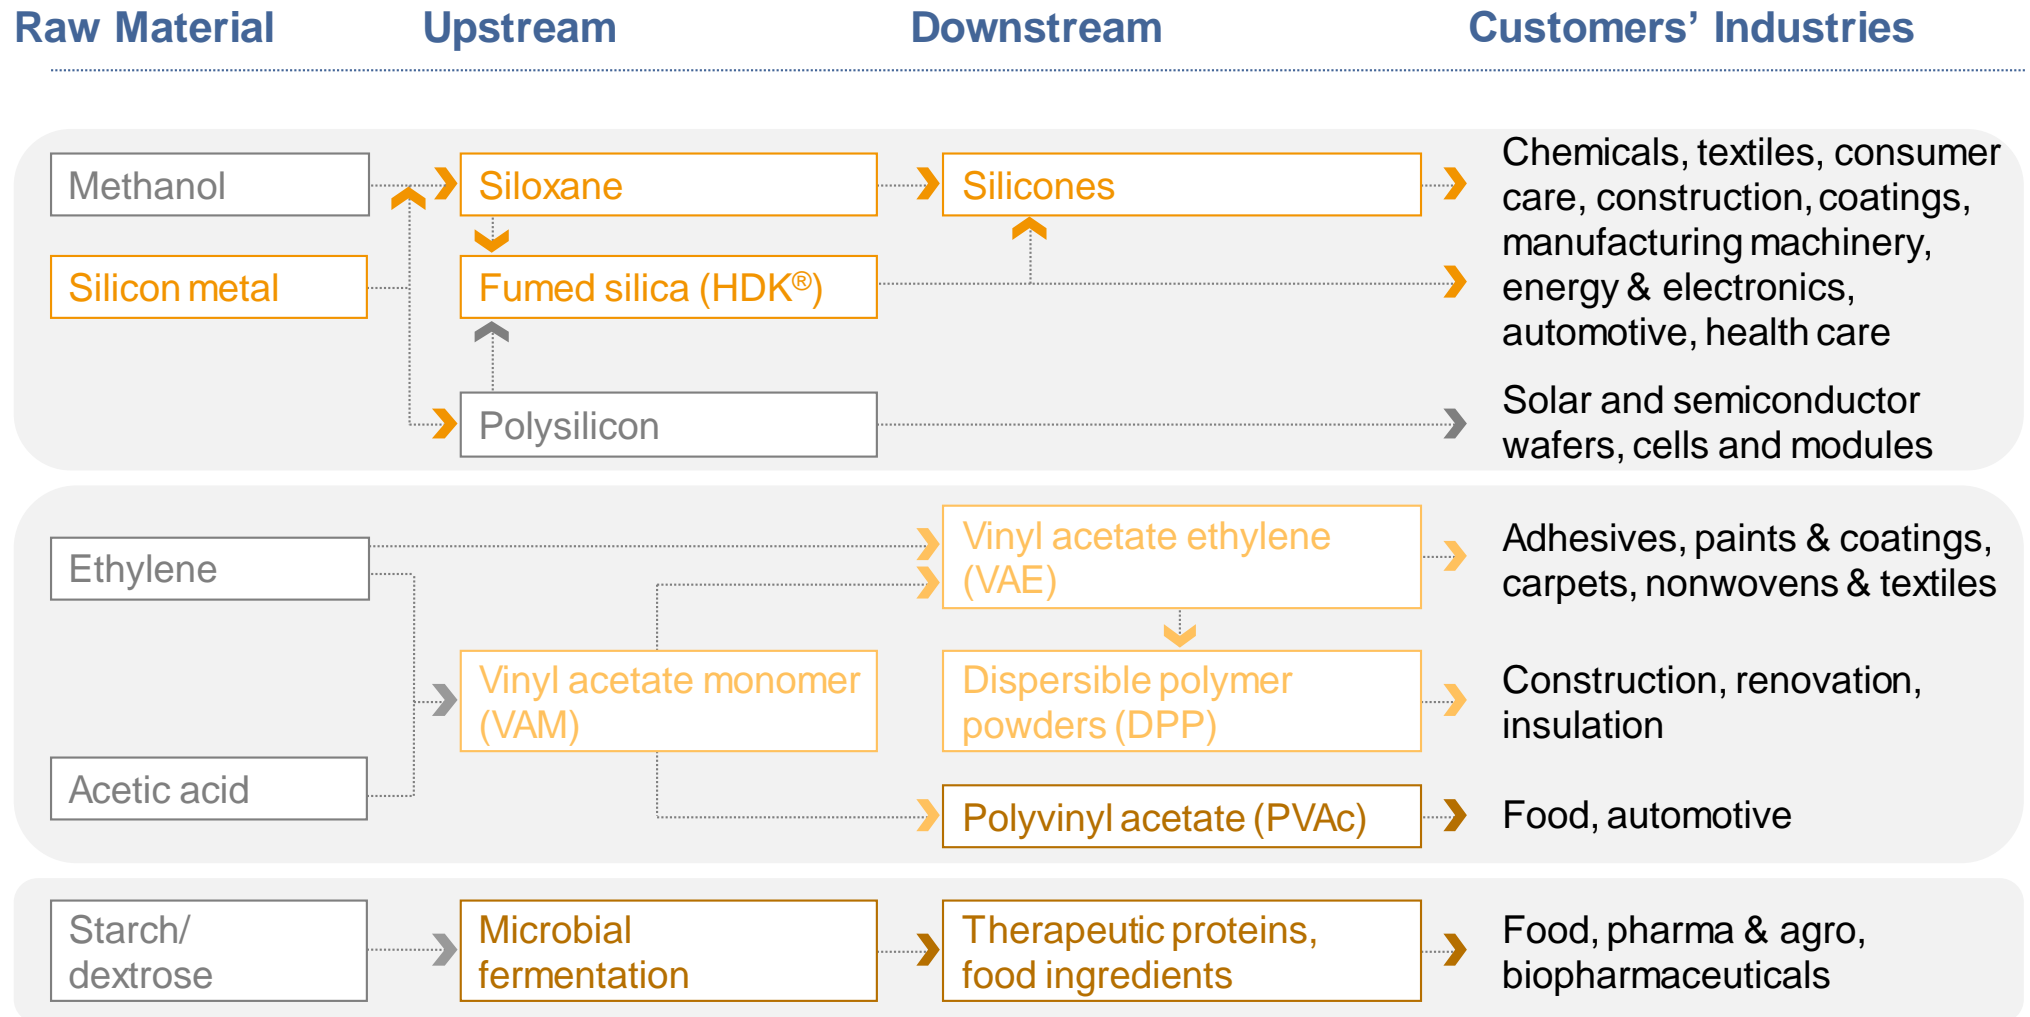 Raw Material
Upstream
Downstream
Customers’ Industries
Methanol
Siloxane
Silicones
Chemicals, textiles, consumer
care, construction, coatings,
manufacturing machinery,
energy & electronics,
automotive, health care
Silicon metal
Fumed silica (HDK®)
Polysilicon
Solar and semiconductor
wafers, cells and modules
Ethylene
Vinyl acetate ethylene
(VAE)
Adhesives, paints & coatings,
carpets, nonwovens & textiles
Vinyl acetate monomer
(VAM)
Dispersible polymer
powders (DPP)
Construction, renovation,
insulation
Acetic acid
Polyvinyl acetate (PVAc)
Food, automotive
Starch/
dextrose
Microbial
fermentation
Therapeutic proteins,
food ingredients
Food, pharma & agro,
biopharmaceuticals